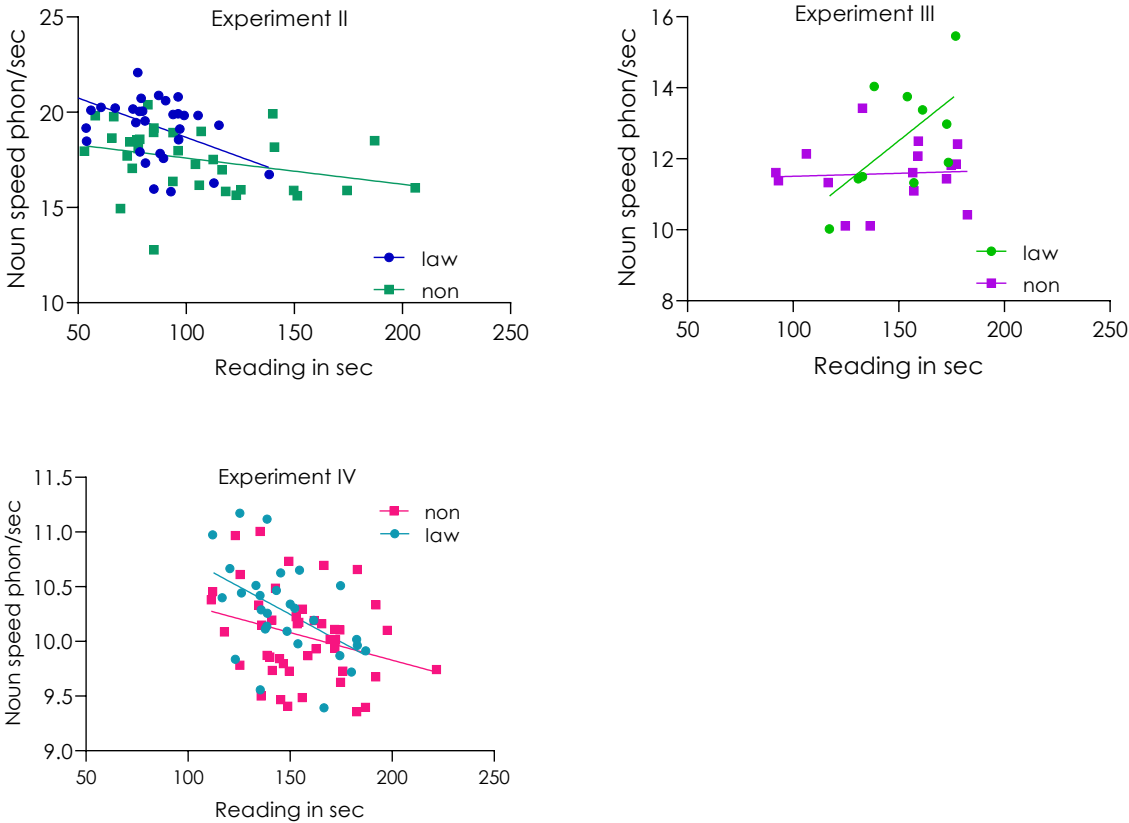 Experiment II
Noun speed phon/sec
25
20
15
10
50 100 150 200 250
Reading in sec
law
non
Experiment III
Noun speed phon/sec
16
14
12
10
8
50 100 150 200 250
Reading in sec
law
non
Experiment IV
Noun speed phon/sec
11.5
11.0
10.5
10.0
9.5
9.0
50 100 150 200 250
Reading in sec
non
law